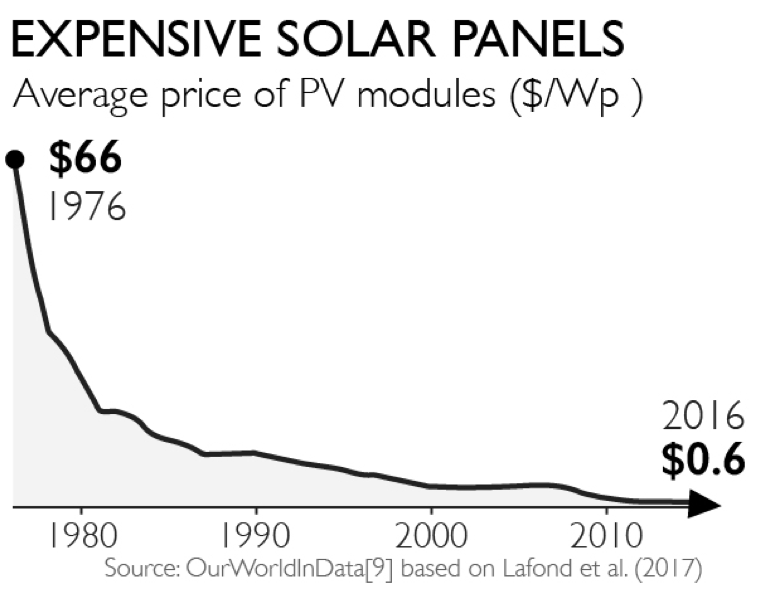 EXPENSIVE SOLAR PANELS
Average price of PV modules ($/Wp )
$66
1976
2016
$0.6
1980 1990 2000 2010
Source: OurWorldInData[9] based on Lafond et al. (2017)